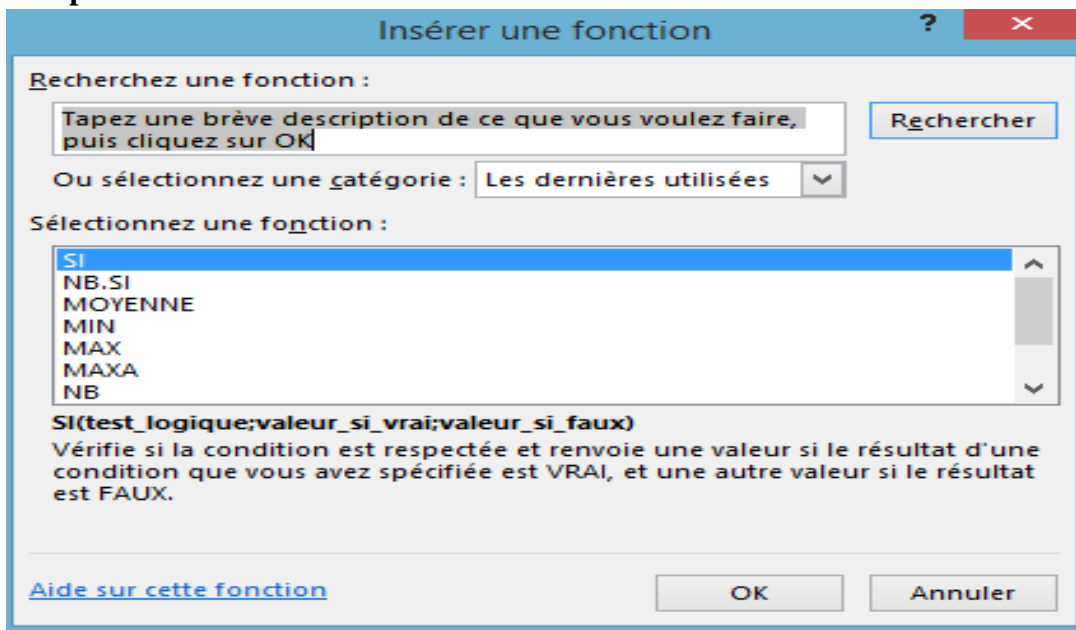 Insérer une fonction ?
Recherchez une fonction :
Tapez une brève description de ce que vous voulez faire,
puis cliquez sur OK
Rechercher
Ou sélectionnez une catégorie : Les dernières utilisées
Sélectionnez une fonction :
SI
NB.SI
MOYENNE
MIN
MAX
MAXA
NB
SI(test_logique;valeur_si_vrai;valeur_si_faux)
Vérifie si la condition est respectée et renvoie une valeur si le résultat d'une
condition que vous avez spécifiée est VRAI, et une autre valeur si le résultat
est FAUX.
Aide sur cette fonction OK Annuler